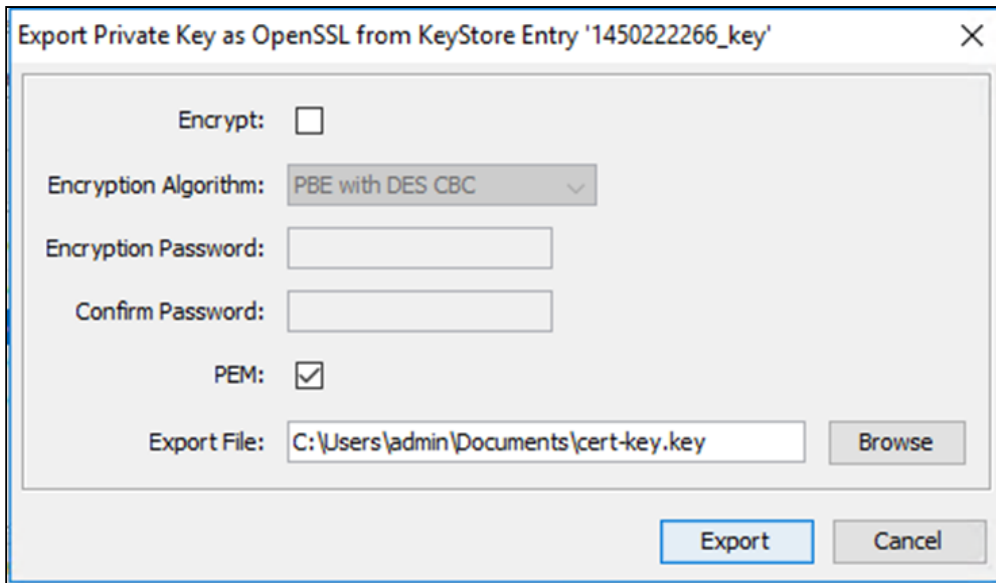 Export Private Key as OpenSSL from KeyStore Entry '1450222266_key'
Encrypt:
Encryption Algorithm: PBE with DES CBC
Encryption Password:
Confirm Password:
PEM:
Export File: C:\Users\admin\Documents\cert-key.key Browse
Export Cancel